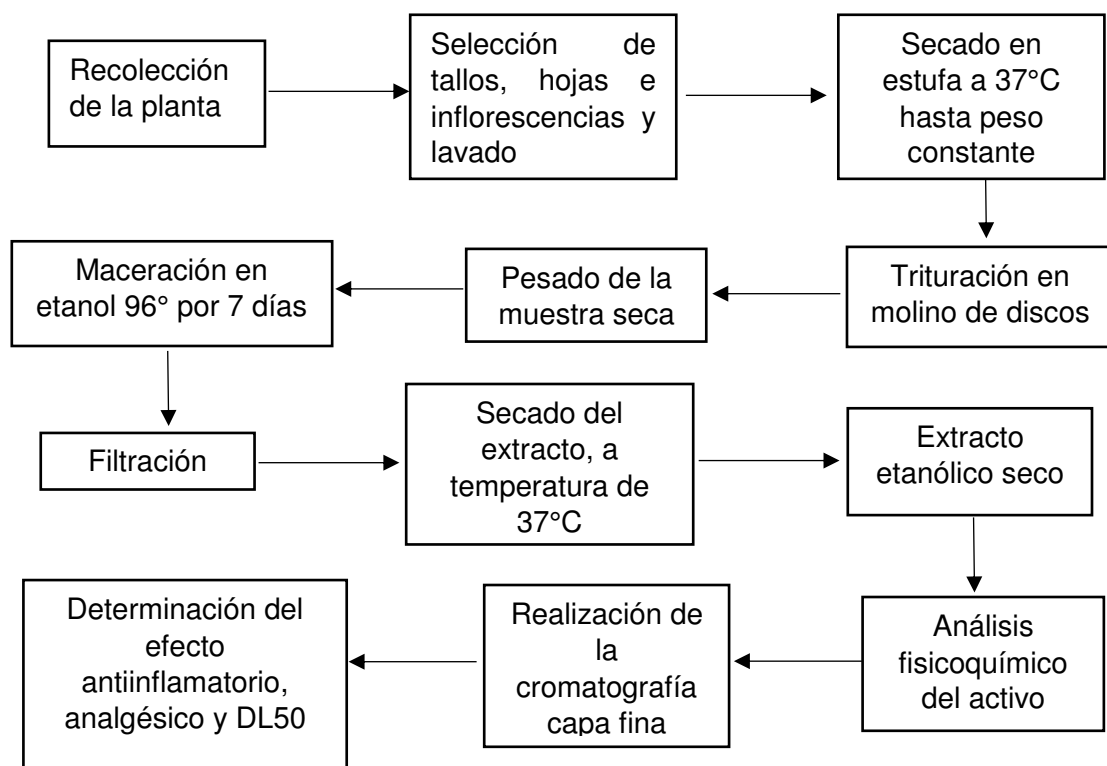 Recolección
de la planta
Selección de
tallos, hojas e
inflorescencias y
lavado
Secado en
estufa a 37°C
hasta peso
constante
Trituración en
molino de discos
Pesado de la
muestra seca
Maceración en
etanol 96° por 7 días
Filtración
Secado del
extracto, a
temperatura de
37°C
Extracto
etanólico seco
Análisis
fisicoquímico
del activo
Realización de
la
cromatografía
capa fina
Determinación del
efecto
antiinflamatorio,
analgésico y DL50